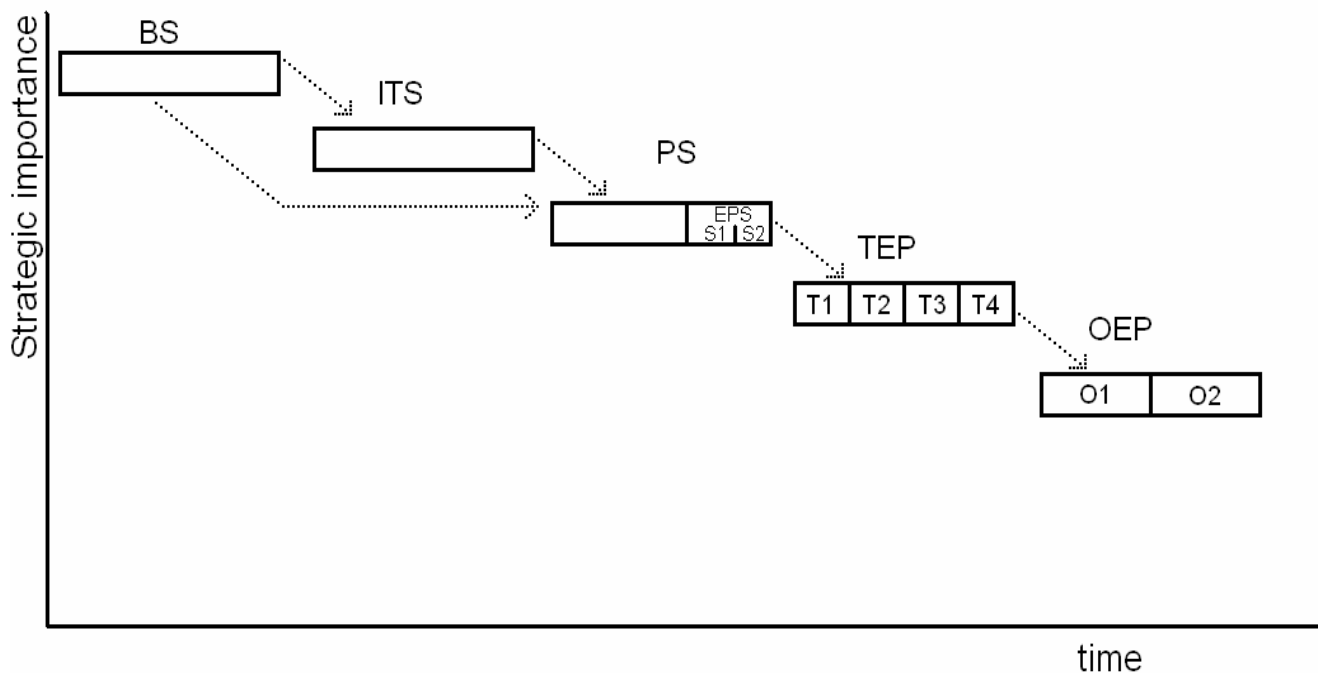 Strategic importance
BS
ITS
PS
EPS
S1 S2
TEP
T1 T2 T3 T4
OEP
O1 O2
time